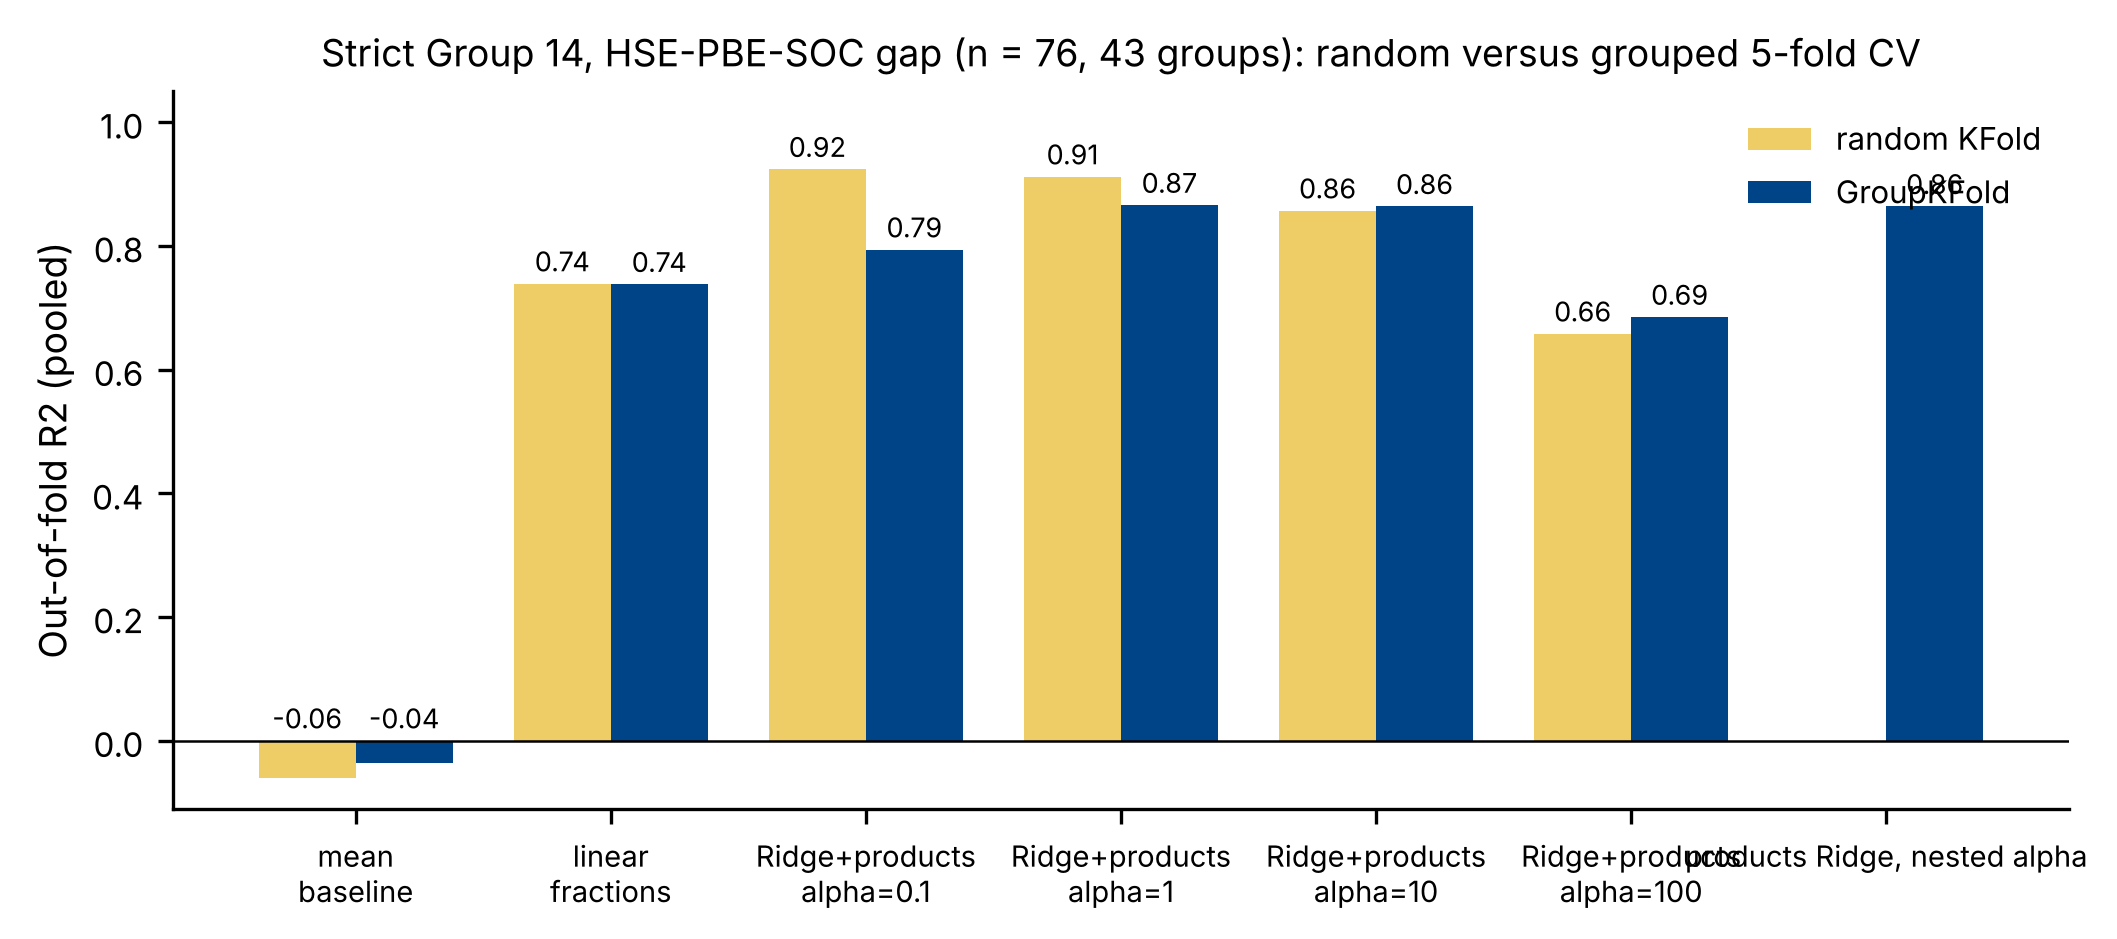 Strict Group 14, HSE-PBE-SOC gap (n = 76, 43 groups): random versus grouped 5-fold CV
Out-of-fold R2 (pooled)
1.0
0.8
0.6
0.4
0.2
0.0
random KFold
GroupKFold
-0.06
-0.04
0.74
0.74
0.92
0.79
0.91
0.87
0.86
0.86
0.66
0.69
0.86
mean
baseline
linear
fractions
Ridge+products
alpha=0.1
Ridge+products
alpha=1
Ridge+products
alpha=10
Ridge+products
alpha=100
products Ridge, nested alpha